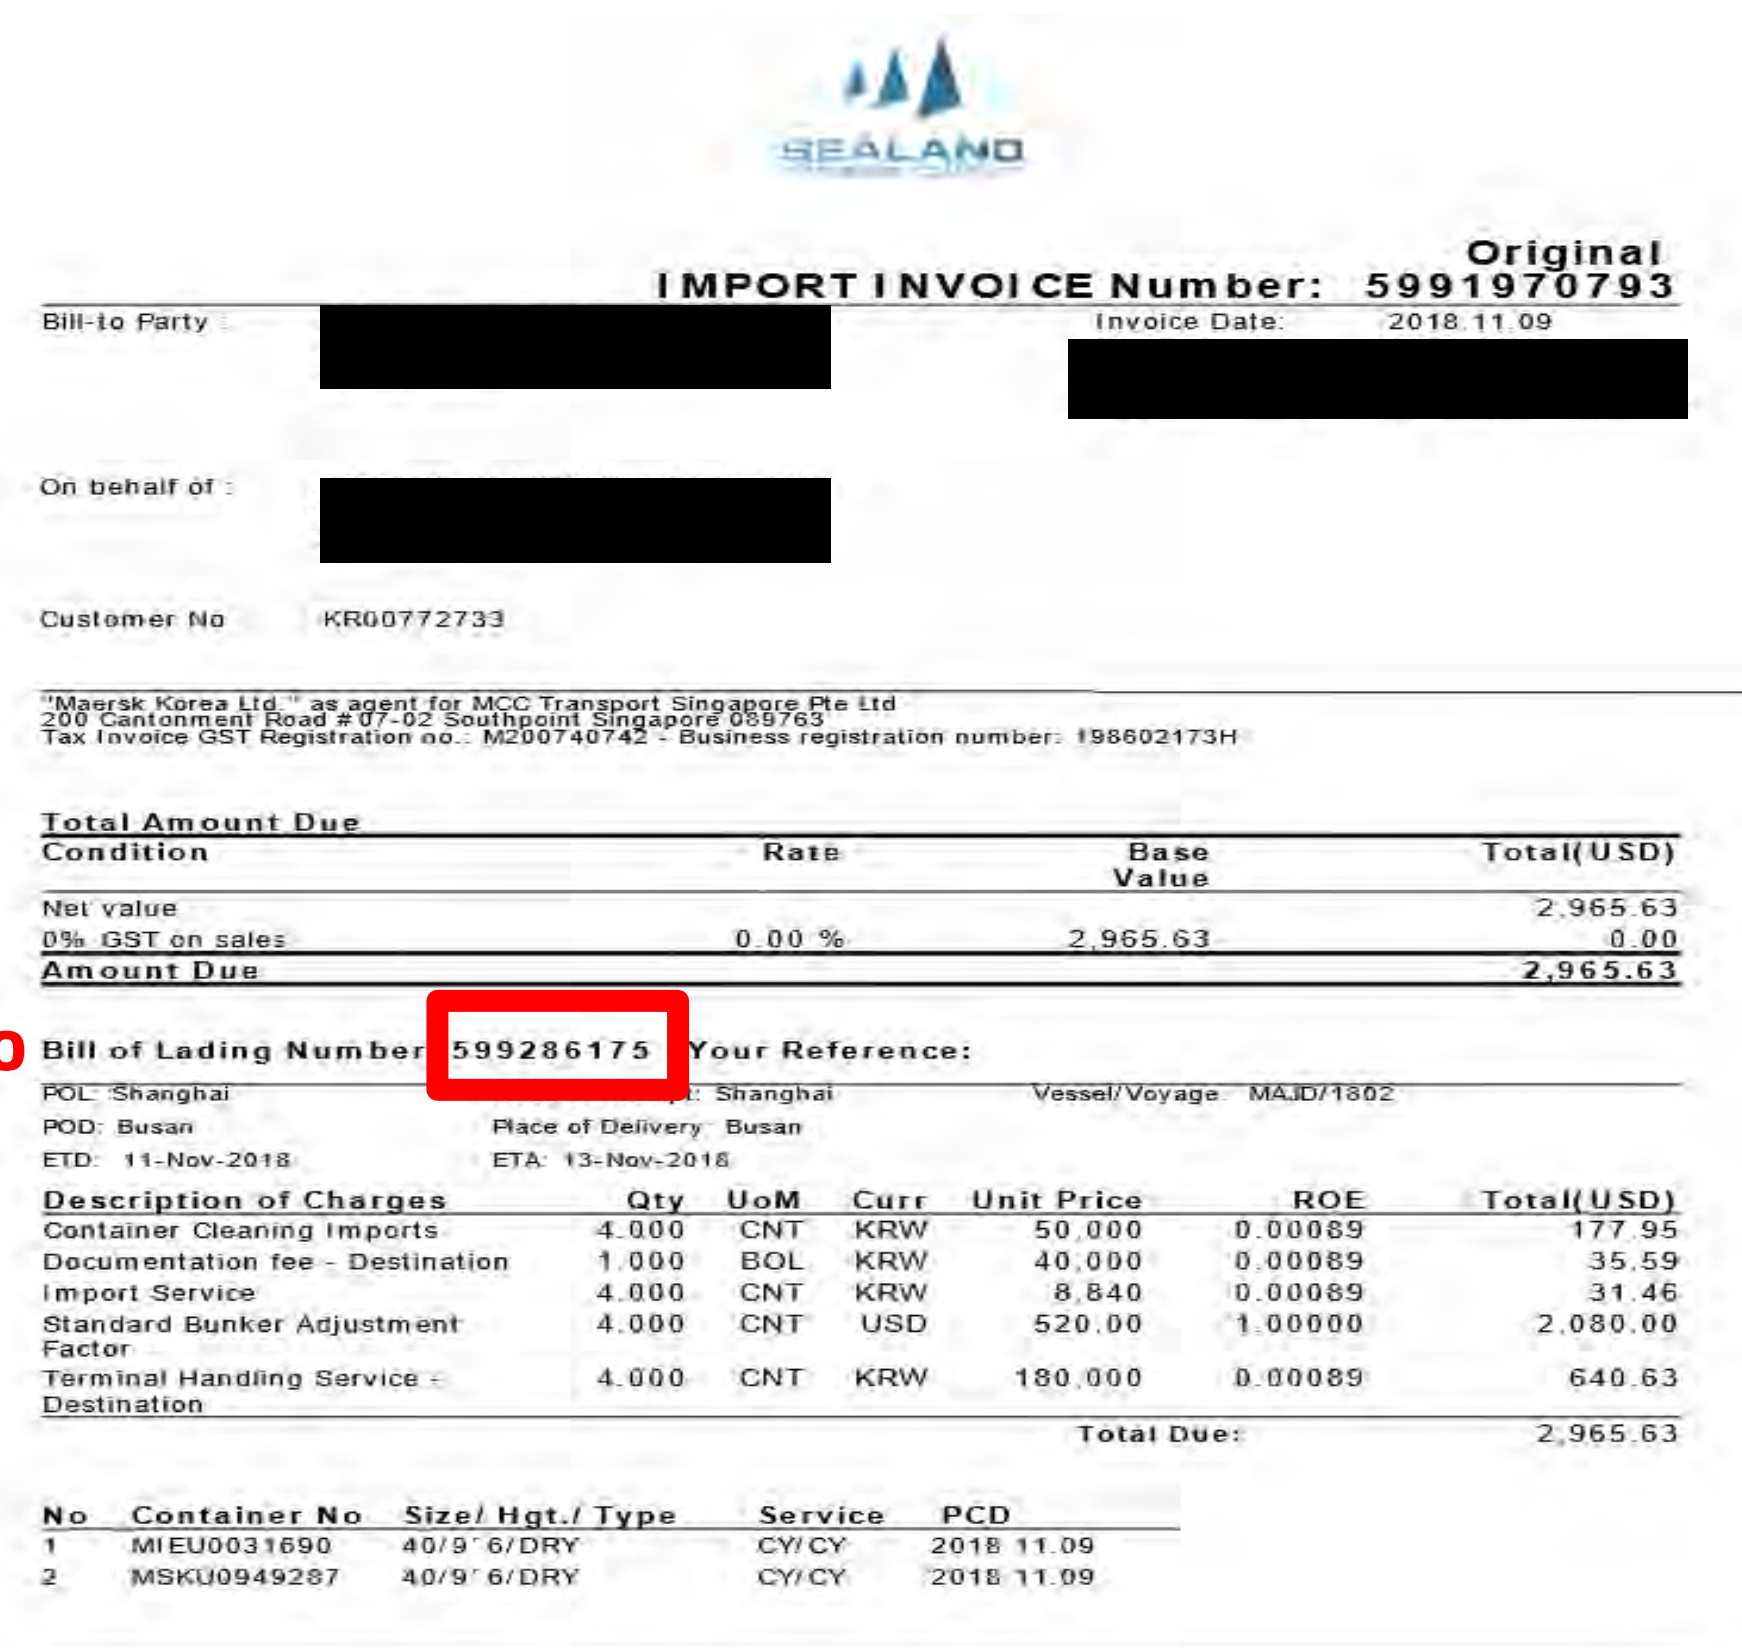 SEALAND
Original
IMPORT INVOICE Number: 5991970793
Bill-to Party :
Invoice Date: 2018.11.09
On behalf of :
Customer No KR00772733
"Maersk Korea Ltd." as agent for MCC Transport Singapore Pte Ltd
200 Cantonment Road #07-02 Southpoint Singapore 089763
Tax Invoice GST Registration no.: M200740742 - Business registration number: 198602173H
Total Amount Due
Condition Rate Base Value Total(USD)
Net value 2,965.63
0% GST on sales 0.00 % 2,965.63 0.00
Amount Due 2,965.63
Bill of Lading Number 599286175 Your Reference:
POL: Shanghai Shanghai Vessel/Voyage MAJD/1802
POD: Busan Place of Delivery: Busan
ETD: 11-Nov-2018 ETA: 13-Nov-2018
Description of Charges Qty UoM Curr Unit Price ROE Total(USD)
Container Cleaning Imports 4.000 CNT KRW 50,000 0.00089 177.95
Documentation fee - Destination 1.000 BOL KRW 40,000 0.00089 35.59
Import Service 4.000 CNT KRW 8,840 0.00089 31.46
Standard Bunker Adjustment Factor 4.000 CNT USD 520.00 1.00000 2,080.00
Terminal Handling Service - Destination 4.000 CNT KRW 180,000 0.00089 640.63
Total Due: 2,965.63
No Container No Size/ Hgt./ Type Service PCD
1 MIEU0031690 40/9'6/DRY CY/CY 2018.11.09
2 MSKU0949287 40/9'6/DRY CY/CY 2018.11.09